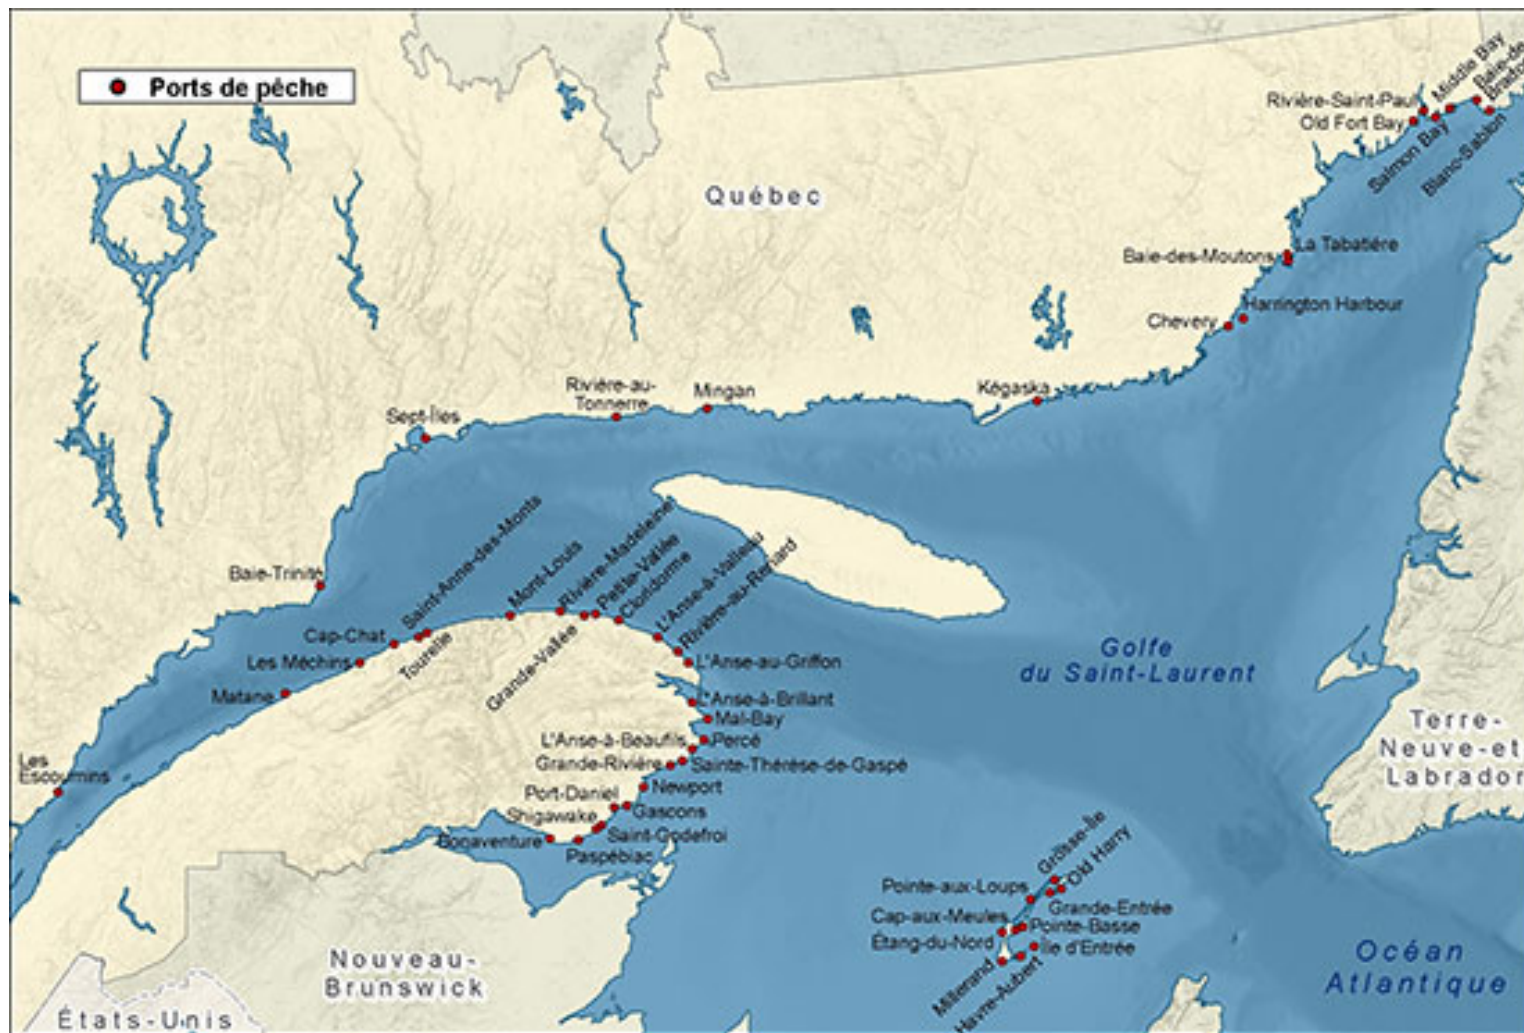 Ports de pêche
Middle Bay
Baie-de-
Brador
Rivière-Saint-Paul
Old Fort Bay
Salmon Bay
Blanc-Sablon
Québec
La Tabatière
Baie-des-Moutons
Harrington Harbour
Chevery
Kégaska
Rivière-au-
Tonnerre
Mingan
Sept-Îles
Baie-Trinité
Saint-Anne-des-Monts
Mont-Louis
Rivière-Madeleine
Petite-Vallée
Cloridorme
L'Anse-à-Valleau
Rivière-au-Renard
Cap-Chat
Tourelle
Grande-Vallée
Les Méchins
L'Anse-au-Griffon
Matane
L'Anse-à-Brillant
Mal-Bay
Golfe
du Saint-Laurent
Terre-
Neuve-et-
Labrador
L'Anse-à-Beaufils
Percé
Grande-Rivière
Sainte-Thérèse-de-Gaspé
Les
Escoumins
Newport
Port-Daniel
Gascons
Shigawake
Saint-Godefroi
Bonaventure
Paspébiac
Grosse-Île
Old Harry
Pointe-aux-Loups
Grande-Entrée
Cap-aux-Meules
Pointe-Basse
Étang-du-Nord
Île d'Entrée
Millerand
Havre-Aubert
Nouveau-
Brunswick
Océan
Atlantique
États-Unis